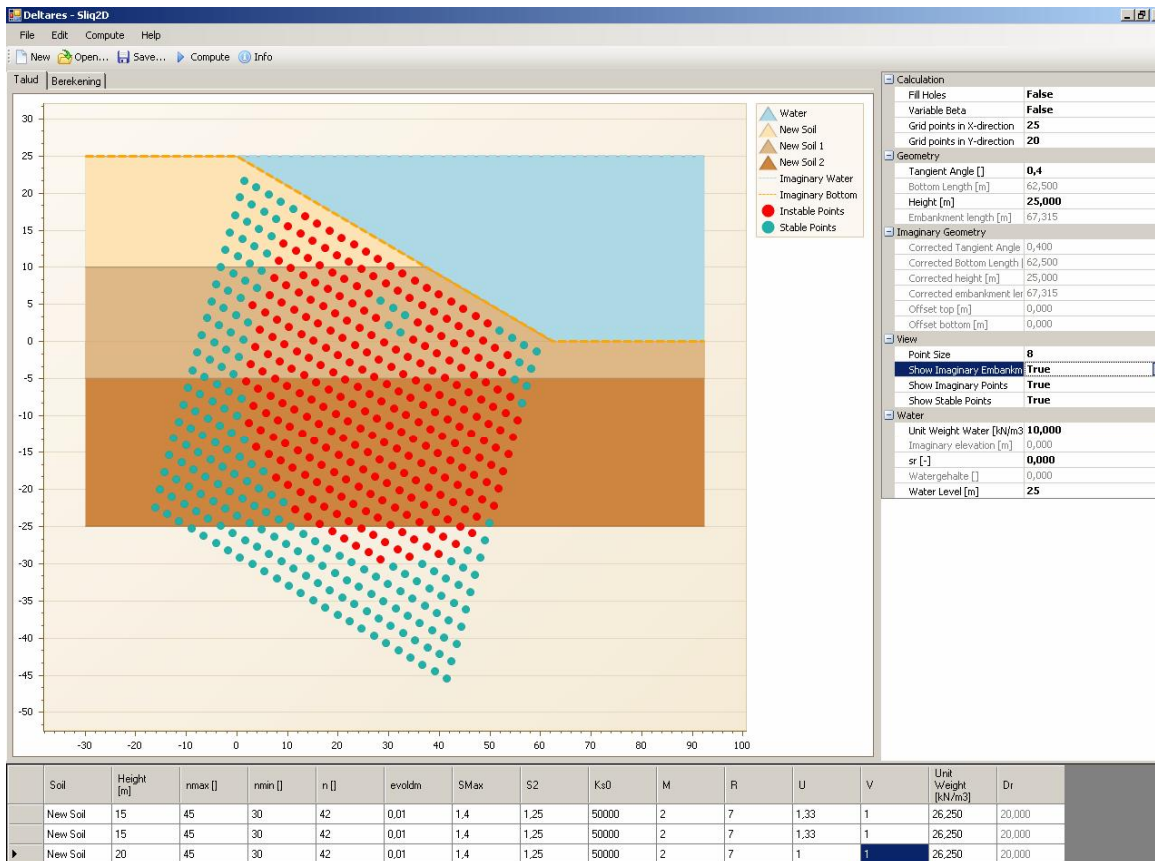 Deltares - Sliq2D
File Edit Compute Help
New Open... Save... Compute Info
Talud Berekening
30
25
20
15
10
5
0
-5
-10
-15
-20
-25
-30
-35
-40
-45
-50
-30 -20 -10 0 10 20 30 40 50 60 70 80 90 100
Water
New Soil
New Soil 1
New Soil 2
Imaginary Water
Imaginary Bottom
Instable Points
Stable Points
Calculation
Fill Holes False
Variable Beta False
Grid points in X-direction 25
Grid points in Y-direction 20
Geometry
Tangient Angle [] 0,4
Bottom Length [m] 62,500
Height [m] 25,000
Embankment length [m] 67,315
Imaginary Geometry
Corrected Tangient Angle 0,400
Corrected Bottom Length [ 62,500
Corrected height [m] 25,000
Corrected embankment ler 67,315
Offset top [m] 0,000
Offset bottom [m] 0,000
View
Point Size 8
Show Imaginary Embankm True
Show Imaginary Points True
Show Stable Points True
Water
Unit Weight Water [kN/m3 10,000
Imaginary elevation [m] 0,000
sr [-] 0,000
Watergehalte [] 0,000
Water Level [m] 25
Soil Height [m] nmax [] nmin [] n [] evoldm SMax S2 Ks0 M R U V Unit Weight [kN/m3] Dr
New Soil 15 45 30 42 0,01 1,4 1,25 50000 2 7 1,33 1 26,250 20,000
New Soil 15 45 30 42 0,01 1,4 1,25 50000 2 7 1,33 1 26,250 20,000
New Soil 20 45 30 42 0,01 1,4 1,25 50000 2 7 1 1 26,250 20,000